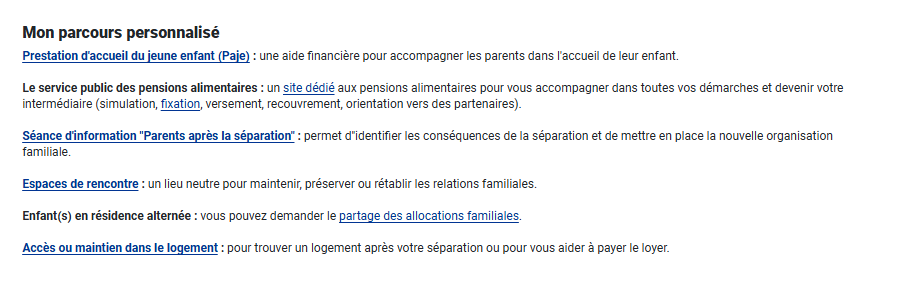 Mon parcours personnalisé
Prestation d'accueil du jeune enfant (Paje) : une aide financière pour accompagner les parents dans l'accueil de leur enfant.
Le service public des pensions alimentaires : un site dédié aux pensions alimentaires pour vous accompagner dans toutes vos démarches et devenir votre
intermédiaire (simulation, fixation, versement, recouvrement, orientation vers des partenaires).
Séance d'information "Parents après la séparation" : permet d"identifier les conséquences de la séparation et de mettre en place la nouvelle organisation
familiale.
Espaces de rencontre : un lieu neutre pour maintenir, préserver ou rétablir les relations familiales.
Enfant(s) en résidence alternée : vous pouvez demander le partage des allocations familiales.
Accès ou maintien dans le logement : pour trouver un logement après votre séparation ou pour vous aider à payer le loyer.